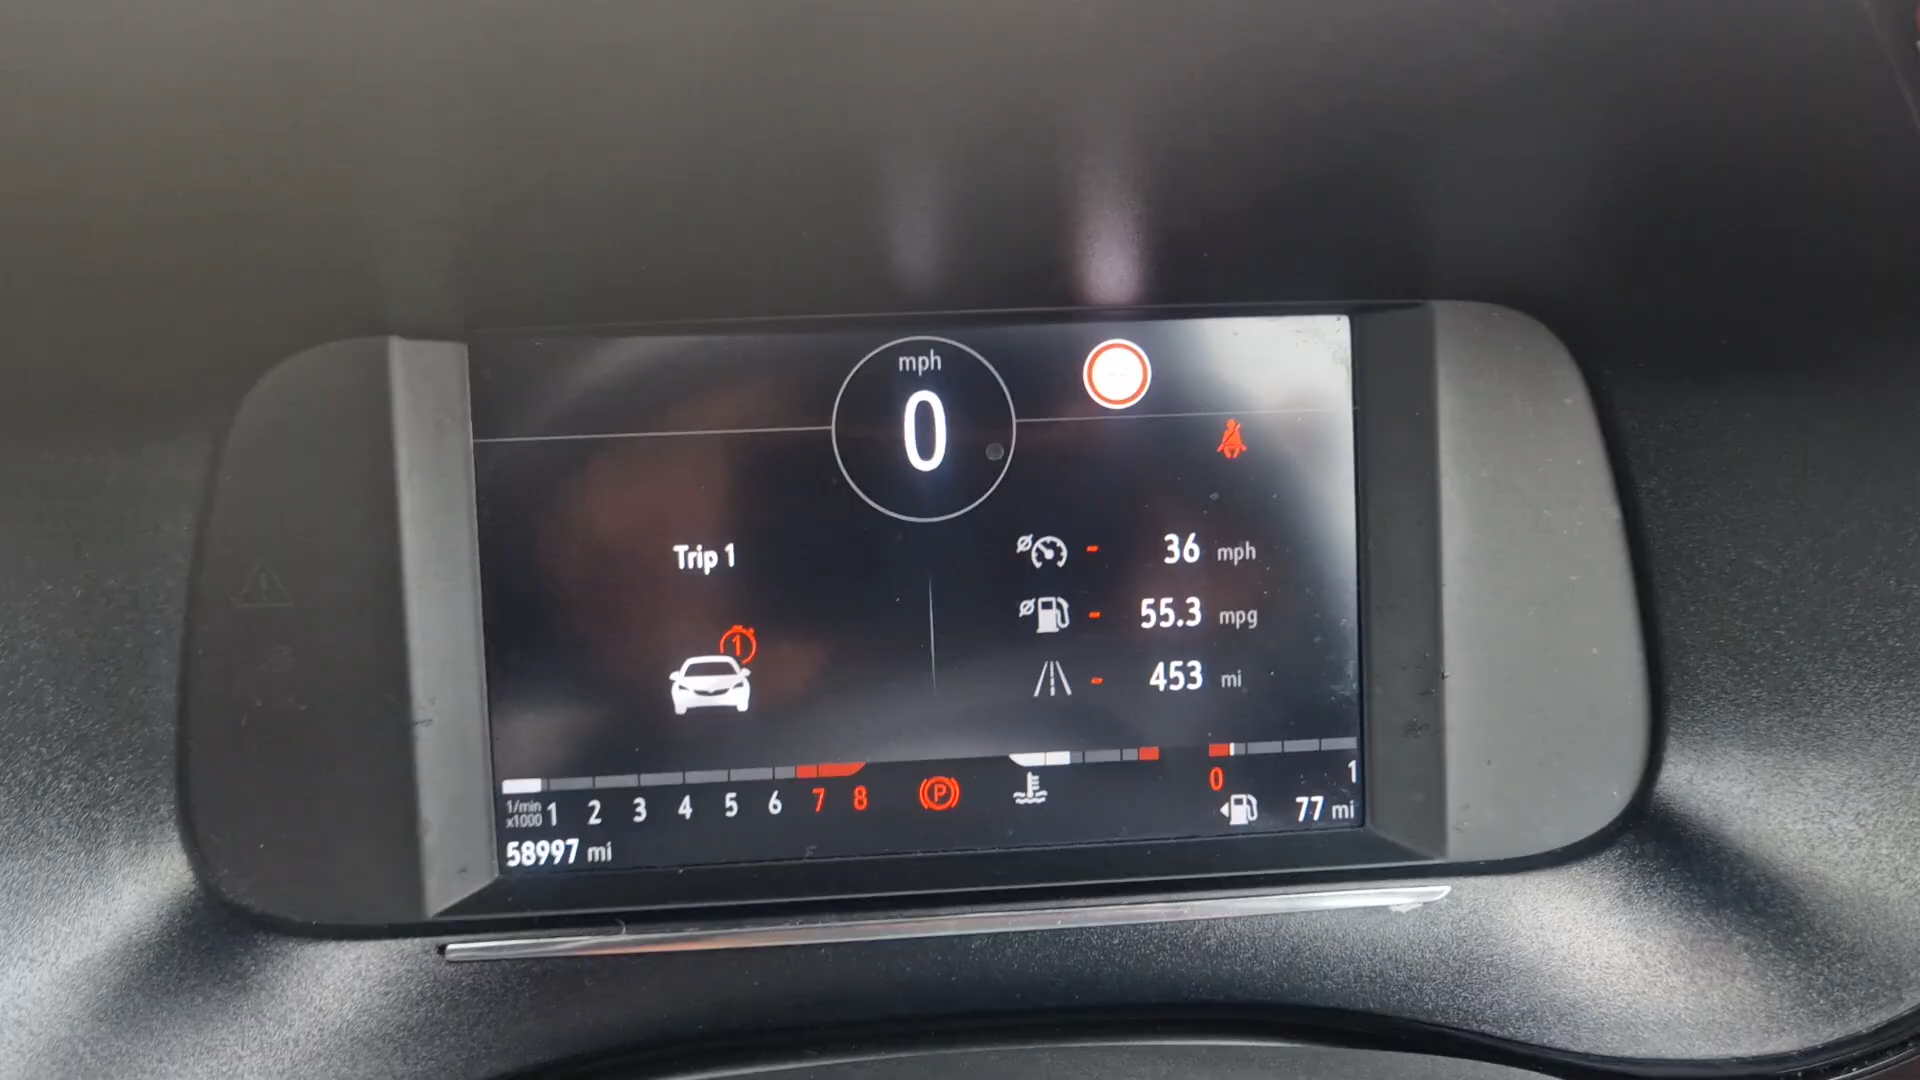 mph
0
Trip 1
1
36 mph
55.3 mpg
453 mi
1/min
x1000 1 2 3 4 5 6 7 8
P
0 1
77 mi
58997 mi